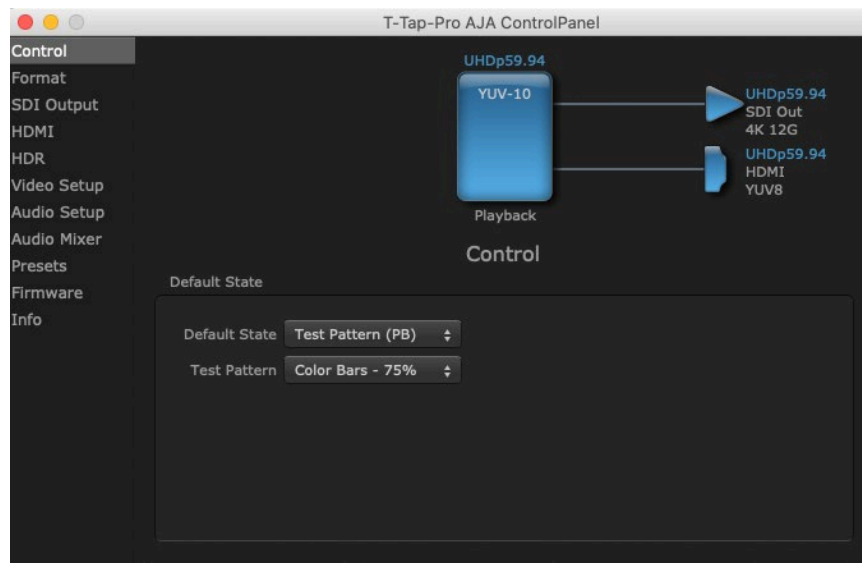 T-Tap-Pro AJA ControlPanel
Control
Format
SDI Output
HDMI
HDR
Video Setup
Audio Setup
Audio Mixer
Presets
Firmware
Info
UHDp59.94
YUV-10
Playback
UHDp59.94
SDI Out
4K 12G
UHDp59.94
HDMI
YUV8
Control
Default State
Default State Test Pattern (PB)
Test Pattern Color Bars - 75%